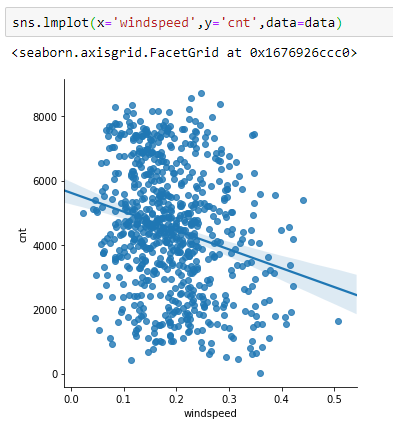 sns.lmplot(x='windspeed',y='cnt',data=data)
<seaborn.axisgrid.FacetGrid at 0x1676926ccc0>
8000
6000
cnt
4000
2000
0
0.0 0.1 0.2 0.3 0.4 0.5
windspeed